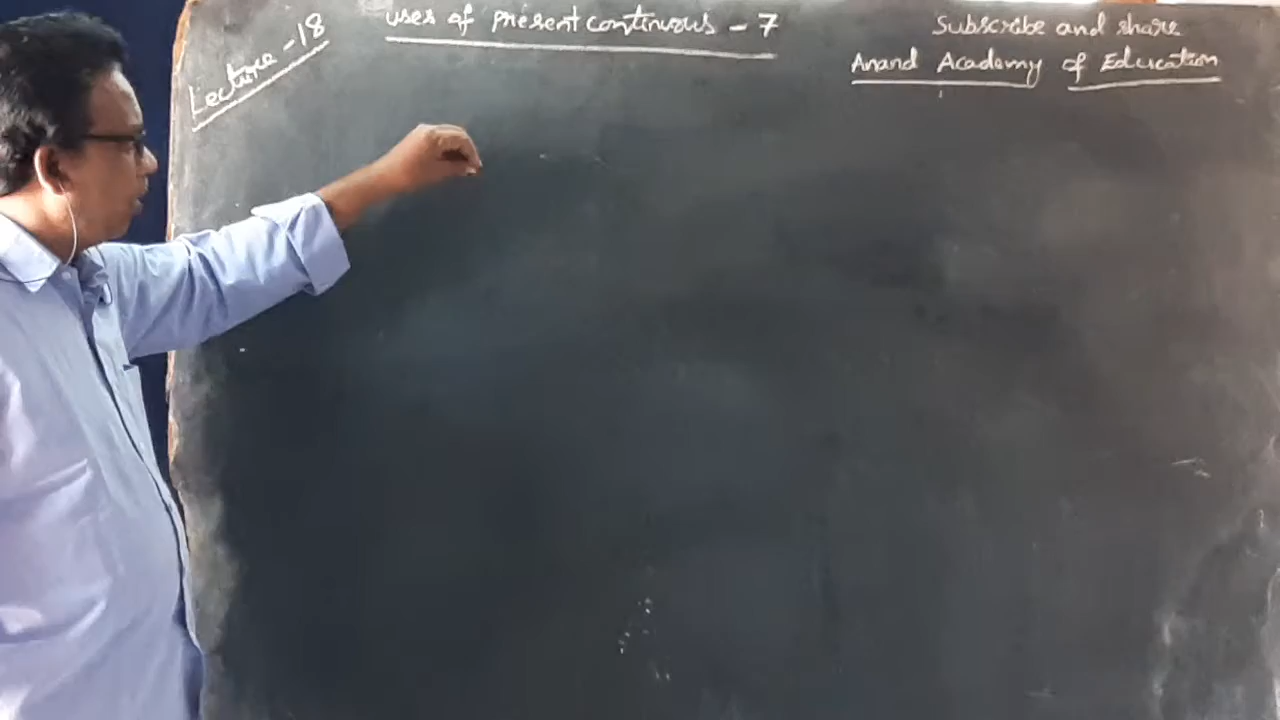 Lecture - 18
uses of present continuous - 7
Subscribe and share
Anand Academy of Education